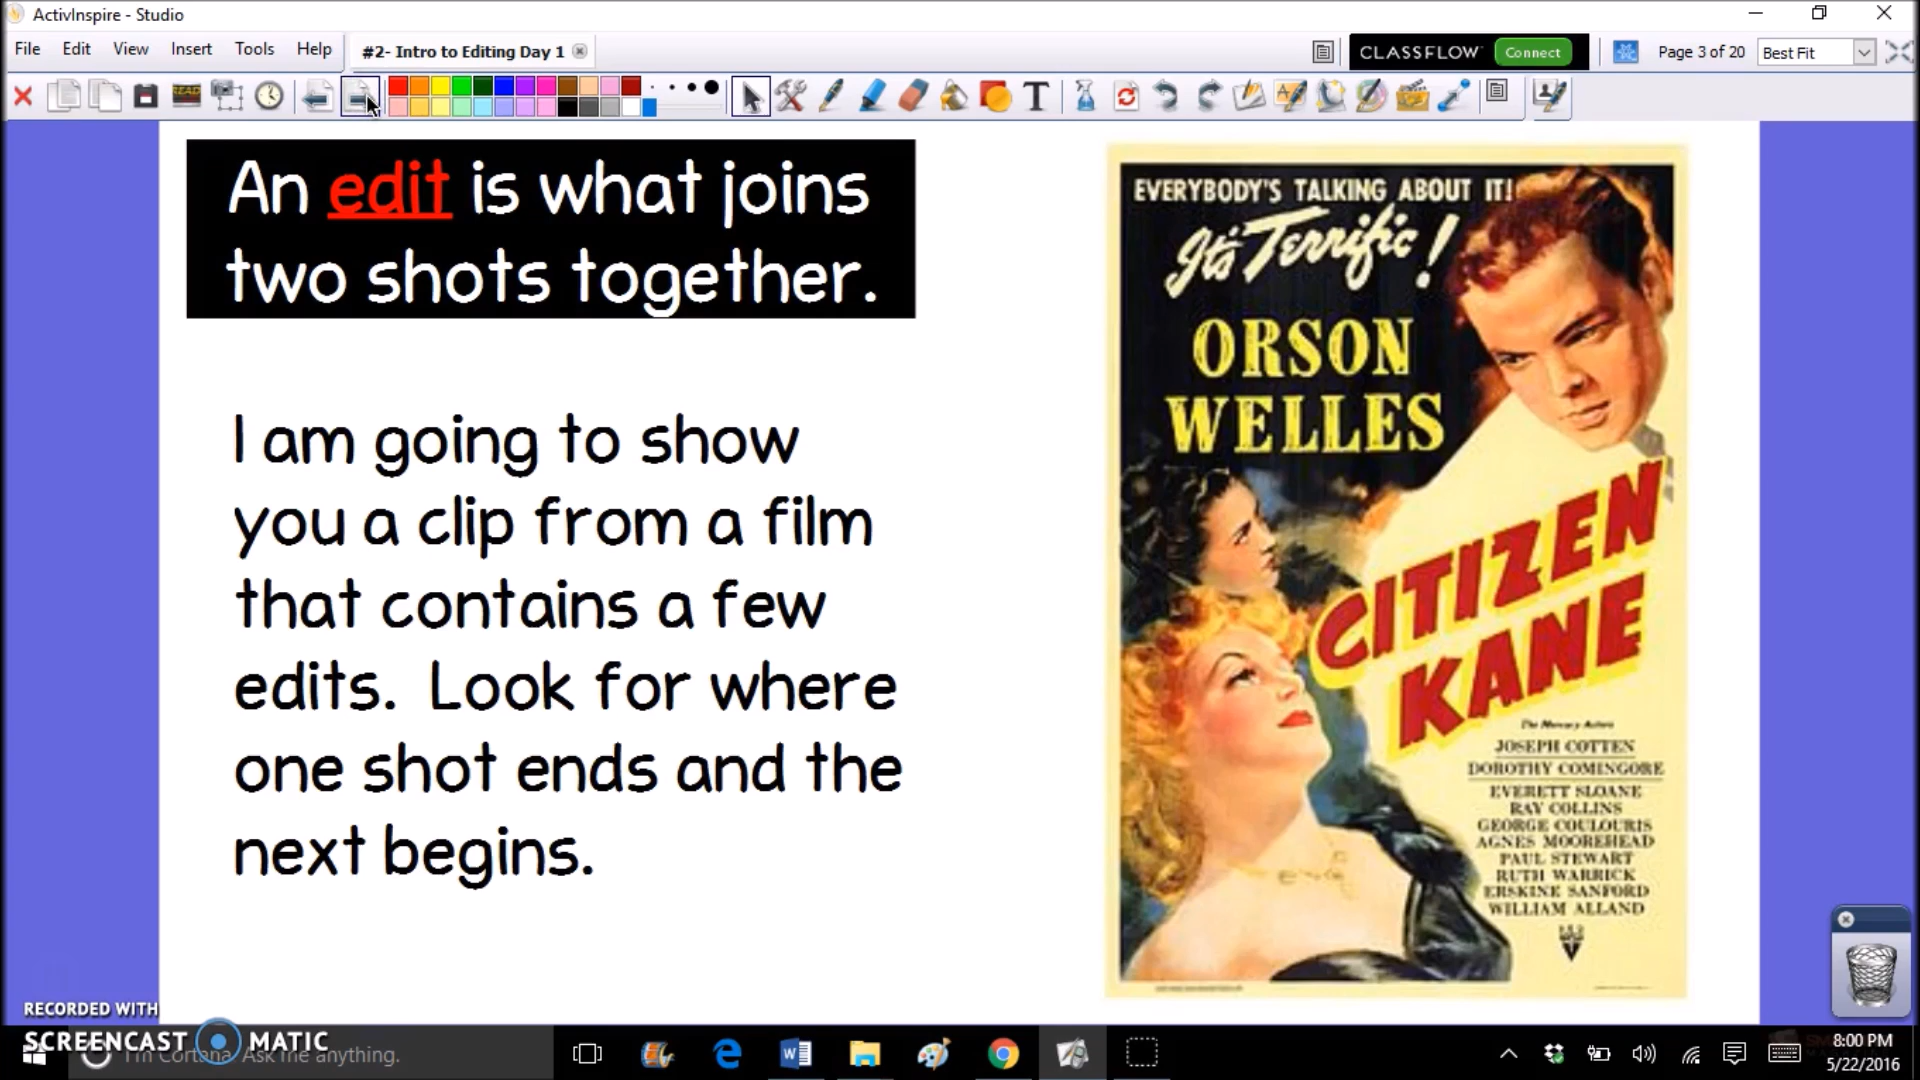 ActivInspire - Studio
File Edit View Insert Tools Help
#2- Intro to Editing Day 1
CLASSFLOW Connect
Page 3 of 20
Best Fit
An edit is what joins
two shots together.
I am going to show
you a clip from a film
that contains a few
edits. Look for where
one shot ends and the
next begins.
EVERYBODY'S TALKING ABOUT IT!
It's Terrific!
ORSON
WELLES
CITIZEN
KANE
The Mercury Actors
JOSEPH COTTEN
DOROTHY COMINGORE
EVERETT SLOANE
RAY COLLINS
GEORGE COULOURIS
AGNES MOOREHEAD
PAUL STEWART
RUTH WARRICK
ERSKINE SANFORD
WILLIAM ALLAND
RECORDED WITH
SCREENCAST MATIC
I'm Cortana. Ask me anything.
8:00 PM
5/22/2016